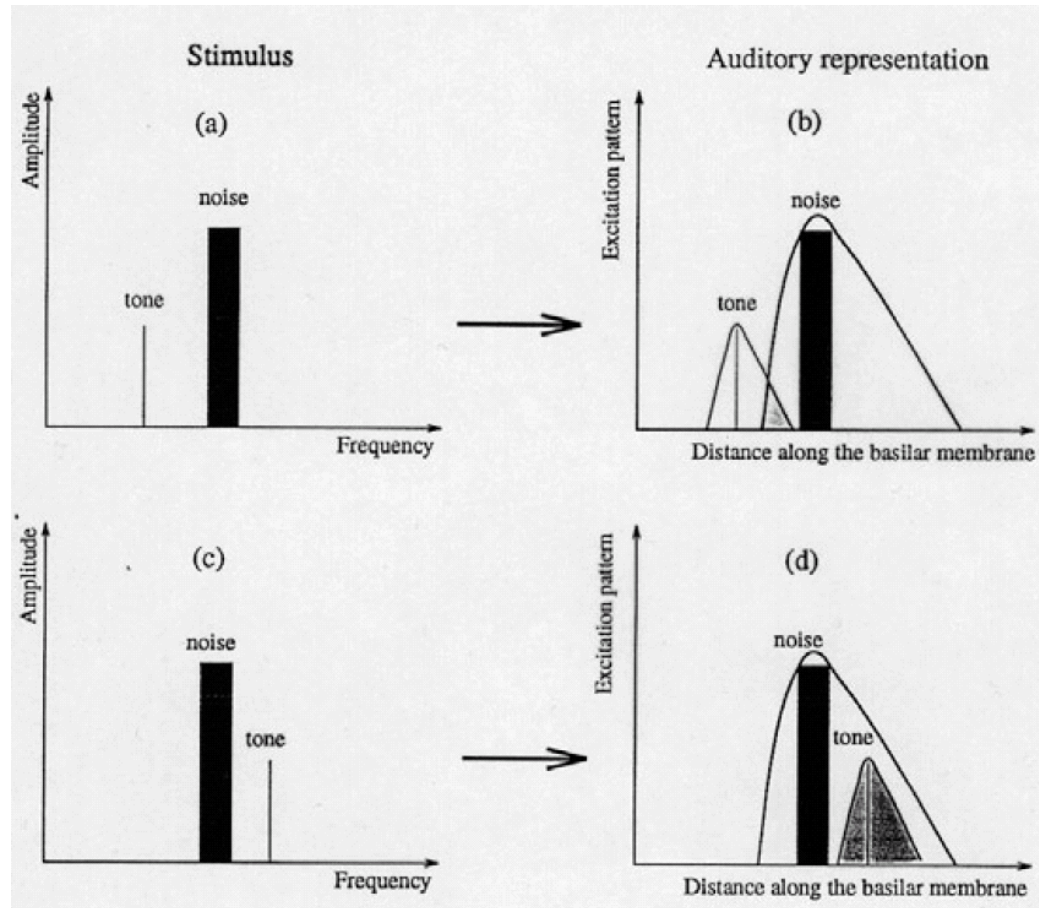 Stimulus
Auditory representation
(a)
Amplitude
noise
tone
Frequency
(b)
Excitation pattern
noise
tone
Distance along the basilar membrane
(c)
Amplitude
noise
tone
Frequency
(d)
Excitation pattern
noise
tone
Distance along the basilar membrane